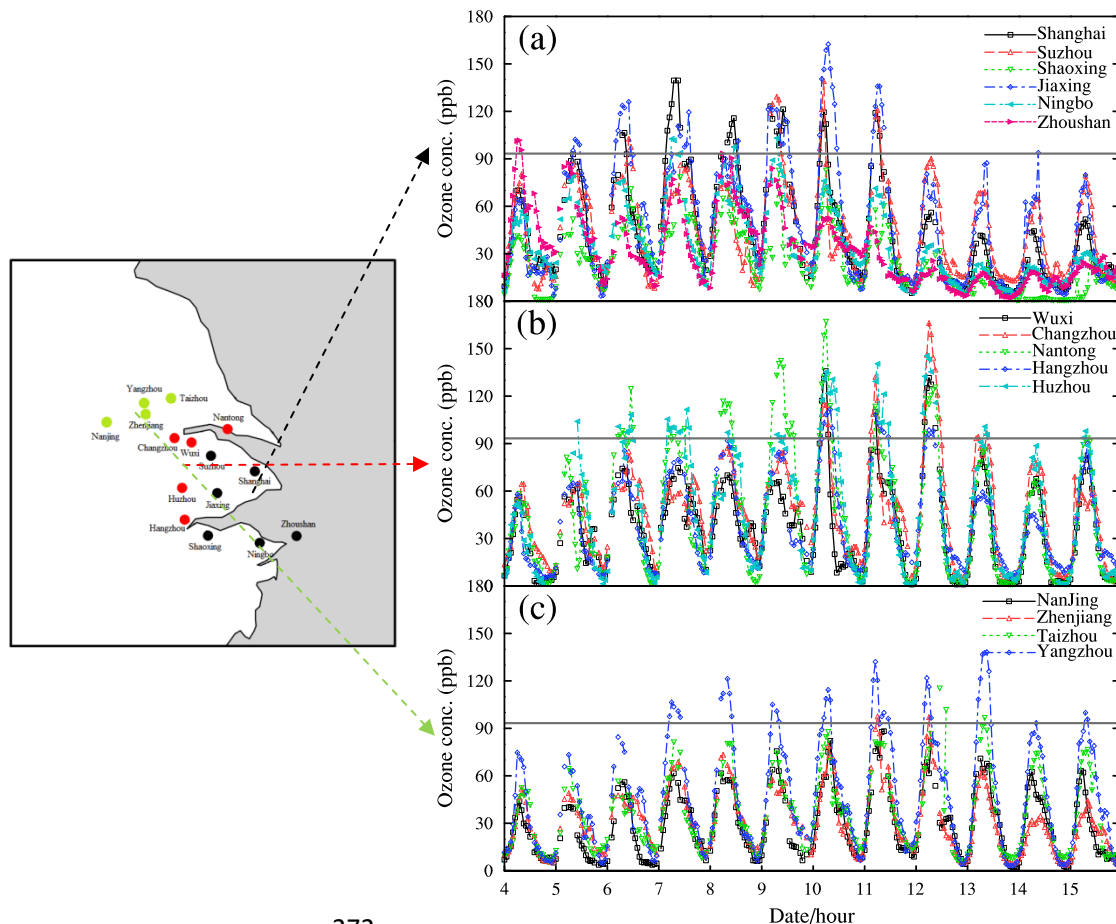 (a)
Shanghai
Suzhou
Shaoxing
Jiaxing
Ningbo
Zhoushan
Ozone conc. (ppb)
180
150
120
90
60
30
180
(b)
Wuxi
Changzhou
Nantong
Hangzhou
Huzhou
Ozone conc. (ppb)
150
120
90
60
30
180
(c)
NanJing
Zhenjiang
Taizhou
Yangzhou
Ozone conc. (ppb)
150
120
90
60
30
0
4 5 6 7 8 9 10 11 12 13 14 15
Date/hour
Yangzhou
Taizhou
Zhenjiang
Nanjing
Nantong
Changzhou
Wuxi
Suzhou
Shanghai
Huzhou
Jiaxing
Hangzhou
Shaoxing
Ningbo
Zhoushan